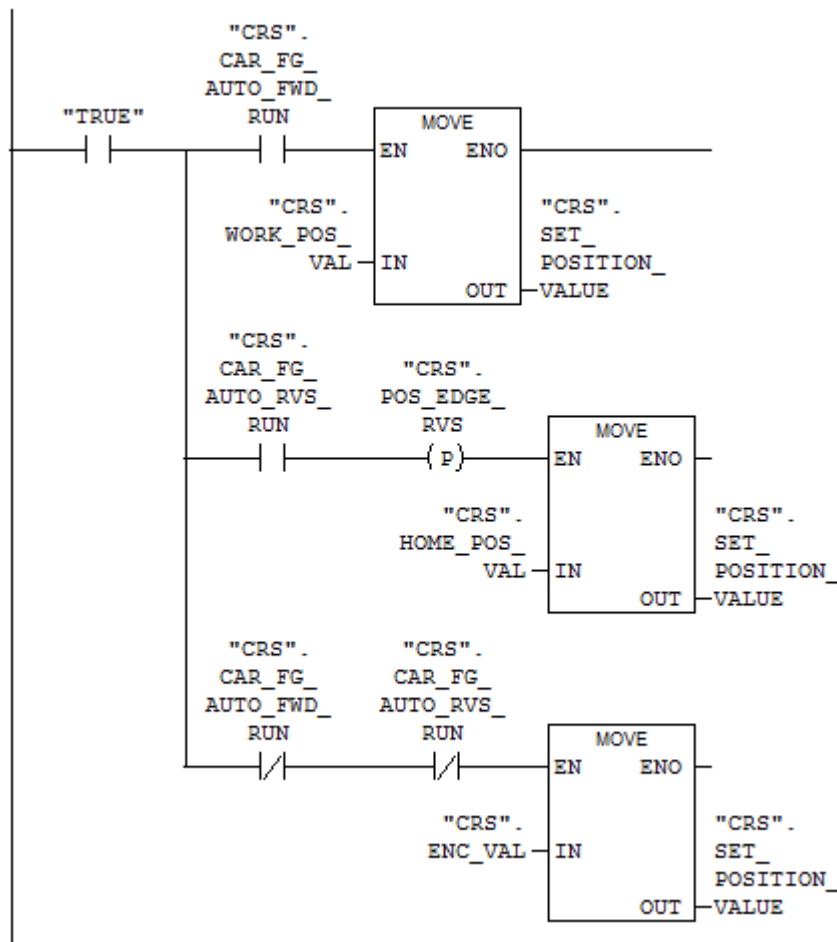 "CRS".
CAR_FG_
AUTO_FWD_
RUN
"TRUE"
MOVE
EN ENO
"CRS".
WORK_POS_
VAL
IN
"CRS".
SET_
POSITION_
OUT
VALUE
"CRS".
CAR_FG_
AUTO_RVS_
RUN
"CRS".
POS_EDGE_
RVS
(P)
MOVE
EN ENO
"CRS".
HOME_POS_
VAL
IN
"CRS".
SET_
POSITION_
OUT
VALUE
"CRS".
CAR_FG_
AUTO_FWD_
RUN
"CRS".
CAR_FG_
AUTO_RVS_
RUN
MOVE
EN ENO
"CRS".
ENC_VAL
IN
"CRS".
SET_
POSITION_
OUT
VALUE